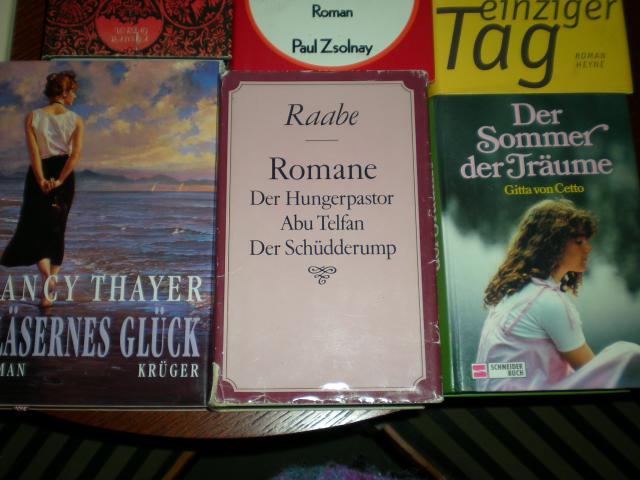 Roman
Paul Zsolnay
einziger
Tag
ROMAN
HEYNE
ANCY THAYER
LÄSERNES GLÜCK
MAN
KRÜGER
Raabe
Romane
Der Hungerpastor
Abu Telfan
Der Schüdderump
Der
Sommer
der Träume
Gitta von Cetto
SCHNEIDER
BUCH